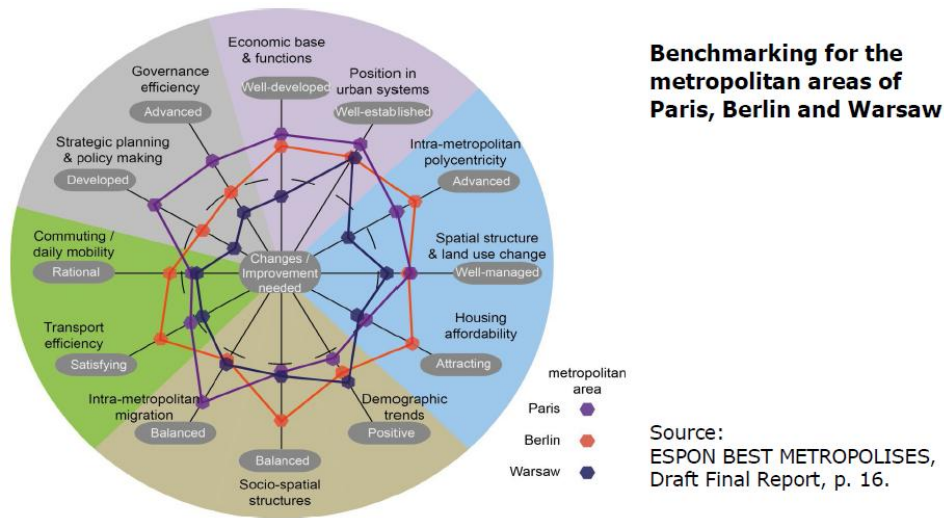 Benchmarking for the
metropolitan areas of
Paris, Berlin and Warsaw
Economic base
& functions
Well-developed
Position in
urban systems
Well-established
Intra-metropolitan
polycentricity
Advanced
Spatial structure
& land use change
Well-managed
Housing
affordability
Attracting
Demographic
trends
Positive
Balanced
Socio-spatial
structures
Intra-metropolitan
migration
Balanced
Transport
efficiency
Satisfying
Commuting /
daily mobility
Rational
Strategic planning
& policy making
Developed
Governance
efficiency
Advanced
Changes /
Improvement
needed
metropolitan
area
Paris
Berlin
Warsaw
Source:
ESPON BEST METROPOLISES,
Draft Final Report, p. 16.